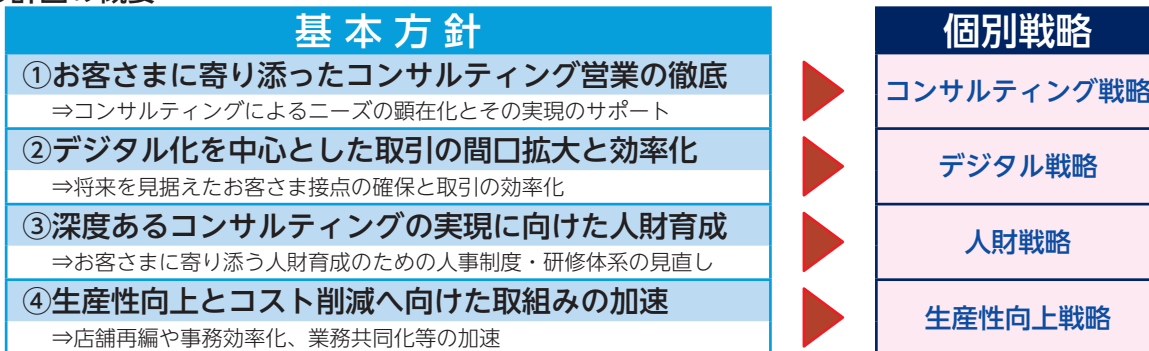 基本方針
個別戦略
①お客さまに寄り添ったコンサルティング営業の徹底
⇒コンサルティングによるニーズの顕在化とその実現のサポート
コンサルティング戦略
②デジタル化を中心とした取引の間口拡大と効率化
⇒将来を見据えたお客さま接点の確保と取引の効率化
デジタル戦略
③深度あるコンサルティングの実現に向けた人財育成
⇒お客さまに寄り添う人財育成のための人事制度・研修体系の見直し
人財戦略
④生産性向上とコスト削減へ向けた取組みの加速
⇒店舗再編や事務効率化、業務共同化等の加速
生産性向上戦略